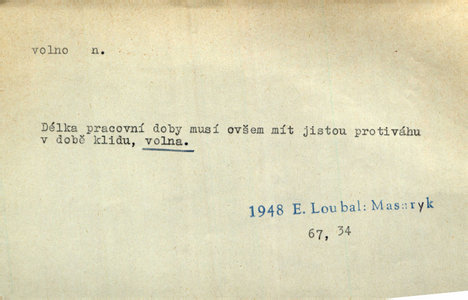 volno n.
Délka pracovní doby musí ovšem mít jistou protiváhu
v době klidu, volna.
1948 E. Loubal: Masaryk
67, 34